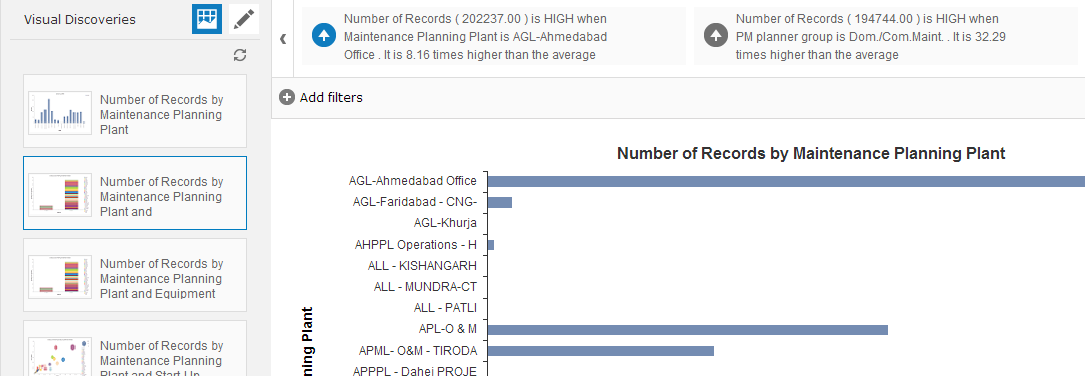 Visual Discoveries
Number of Records by
Maintenance Planning
Plant
Number of Records by
Maintenance Planning
Plant and
Number of Records by
Maintenance Planning
Plant and Equipment
Number of Records by
Maintenance Planning
Plant and Start Up
Number of Records ( 202237.00 ) is HIGH when
Maintenance Planning Plant is AGL-Ahmedabad
Office . It is 8.16 times higher than the average
Number of Records ( 194744.00 ) is HIGH when
PM planner group is Dom./Com.Maint. . It is 32.29
times higher than the average
Add filters
Number of Records by Maintenance Planning Plant
AGL-Ahmedabad Office
AGL-Faridabad - CNG-
AGL-Khurja
AHPPL Operations - H
ALL - KISHANGARH
ALL - MUNDRA-CT
ALL - PATLI
APL-O & M
APML- O&M - TIRODA
APPPL - Dahej PROJE
ning Plant